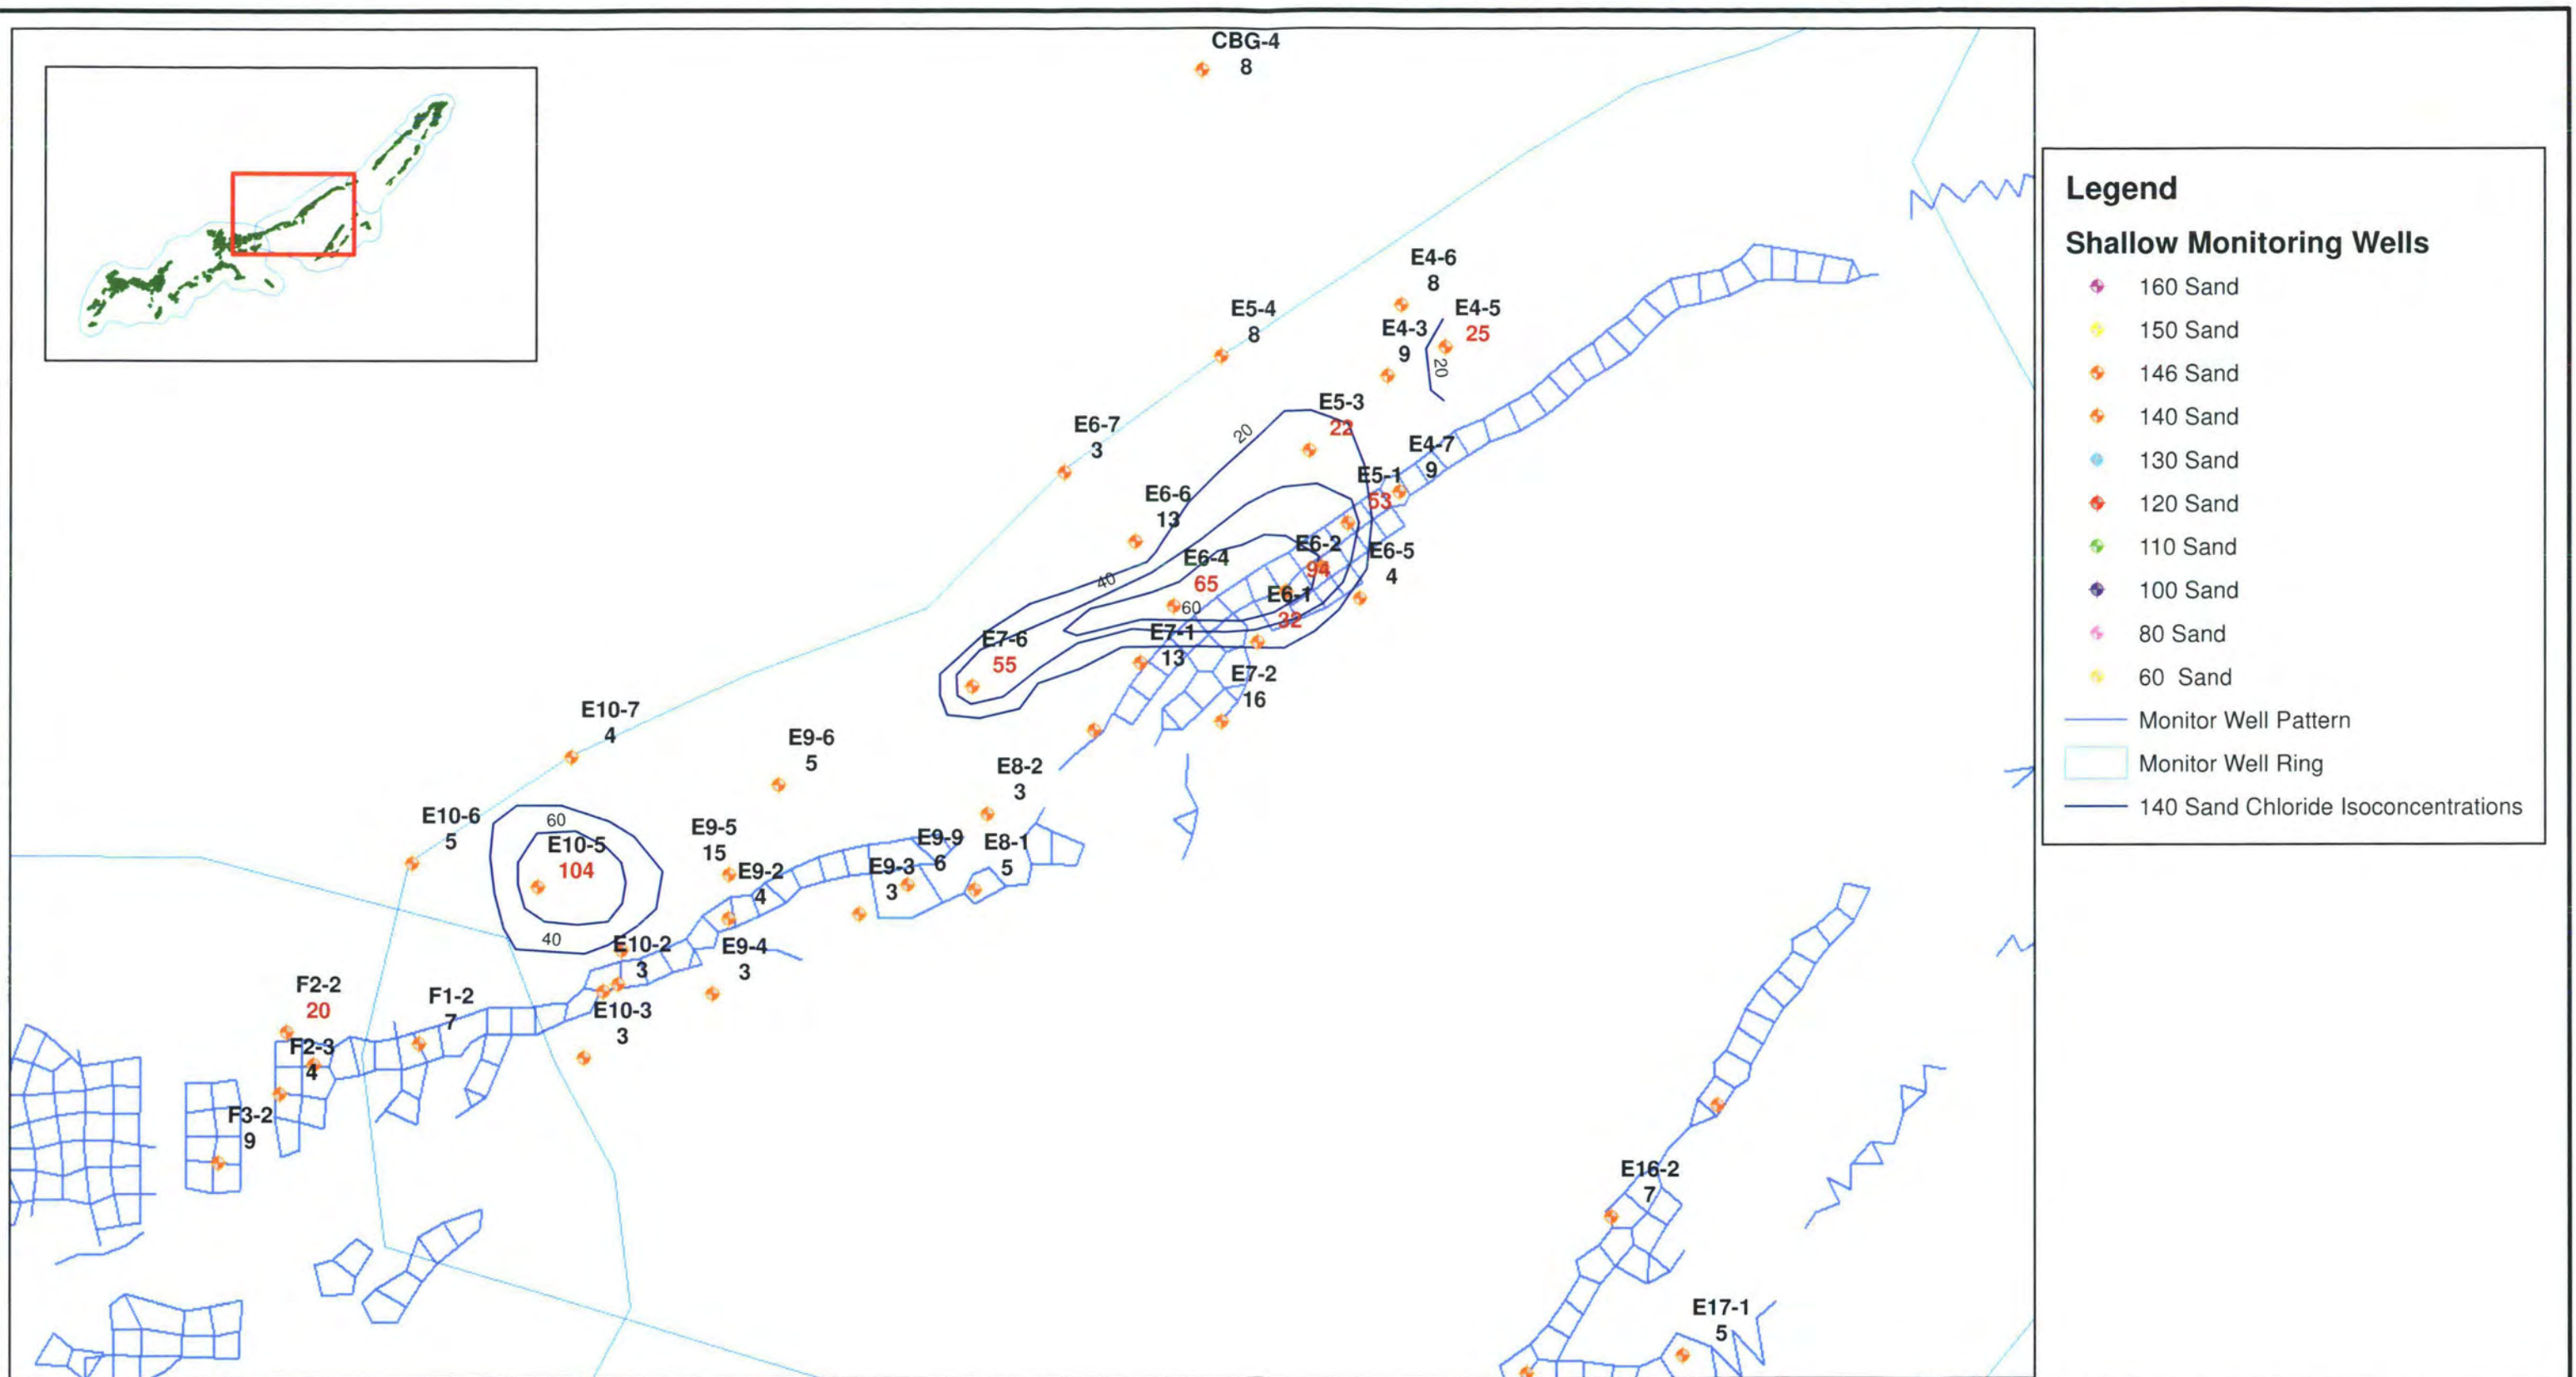 CBG-4
8
E4-6
8
E5-4
8
E4-5
25
E4-3
9
20
E5-3
22
E6-7
3
20
E4-7
9
E5-1
53
E6-6
13
E6-2
94
E6-5
4
E6-4
65
40
E6-1
32
60
E7-1
13
E7-6
55
E7-2
16
E10-7
4
E9-6
5
E8-2
3
E10-6
5
60
E10-5
104
40
E9-5
15
E9-2
4
E9-9
6
E9-3
3
E8-1
5
E10-2
3
E9-4
3
F2-2
20
F1-2
7
E10-3
3
F2-3
4
F3-2
9
E16-2
7
E17-1
5
Legend
Shallow Monitoring Wells
160 Sand
150 Sand
146 Sand
140 Sand
130 Sand
120 Sand
110 Sand
100 Sand
80 Sand
60 Sand
Monitor Well Pattern
Monitor Well Ring
140 Sand Chloride Isoconcentrations